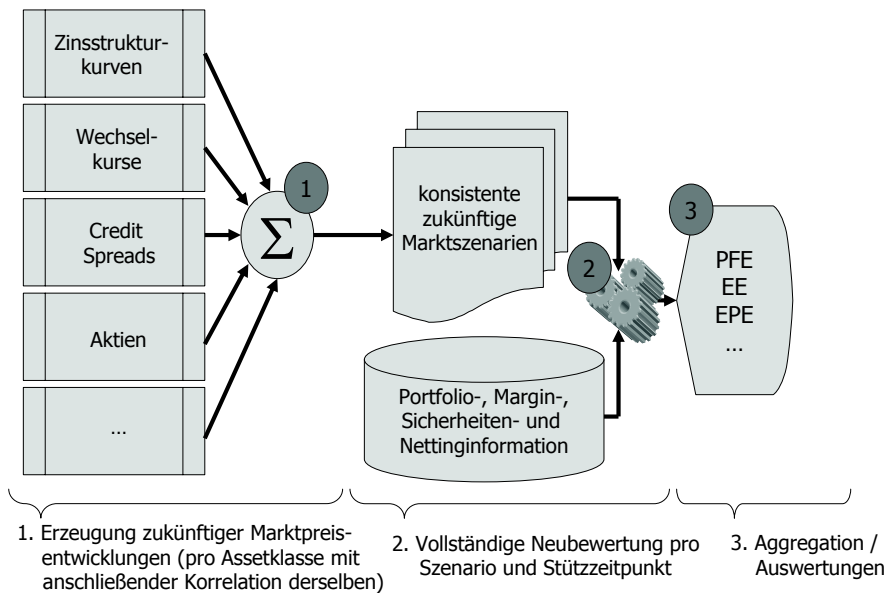 Zinsstruktur-
kurven
Wechsel-
kurse
Credit
Spreads
Aktien
…
1
Σ
konsistente
zukünftige
Marktszenarien
2
Portfolio-, Margin-,
Sicherheiten- und
Nettinginformation
3
PFE
EE
EPE
…
1. Erzeugung zukünftiger Marktpreis-
entwicklungen (pro Assetklasse mit
anschließender Korrelation derselben)
2. Vollständige Neubewertung pro
Szenario und Stützzeitpunkt
3. Aggregation /
Auswertungen